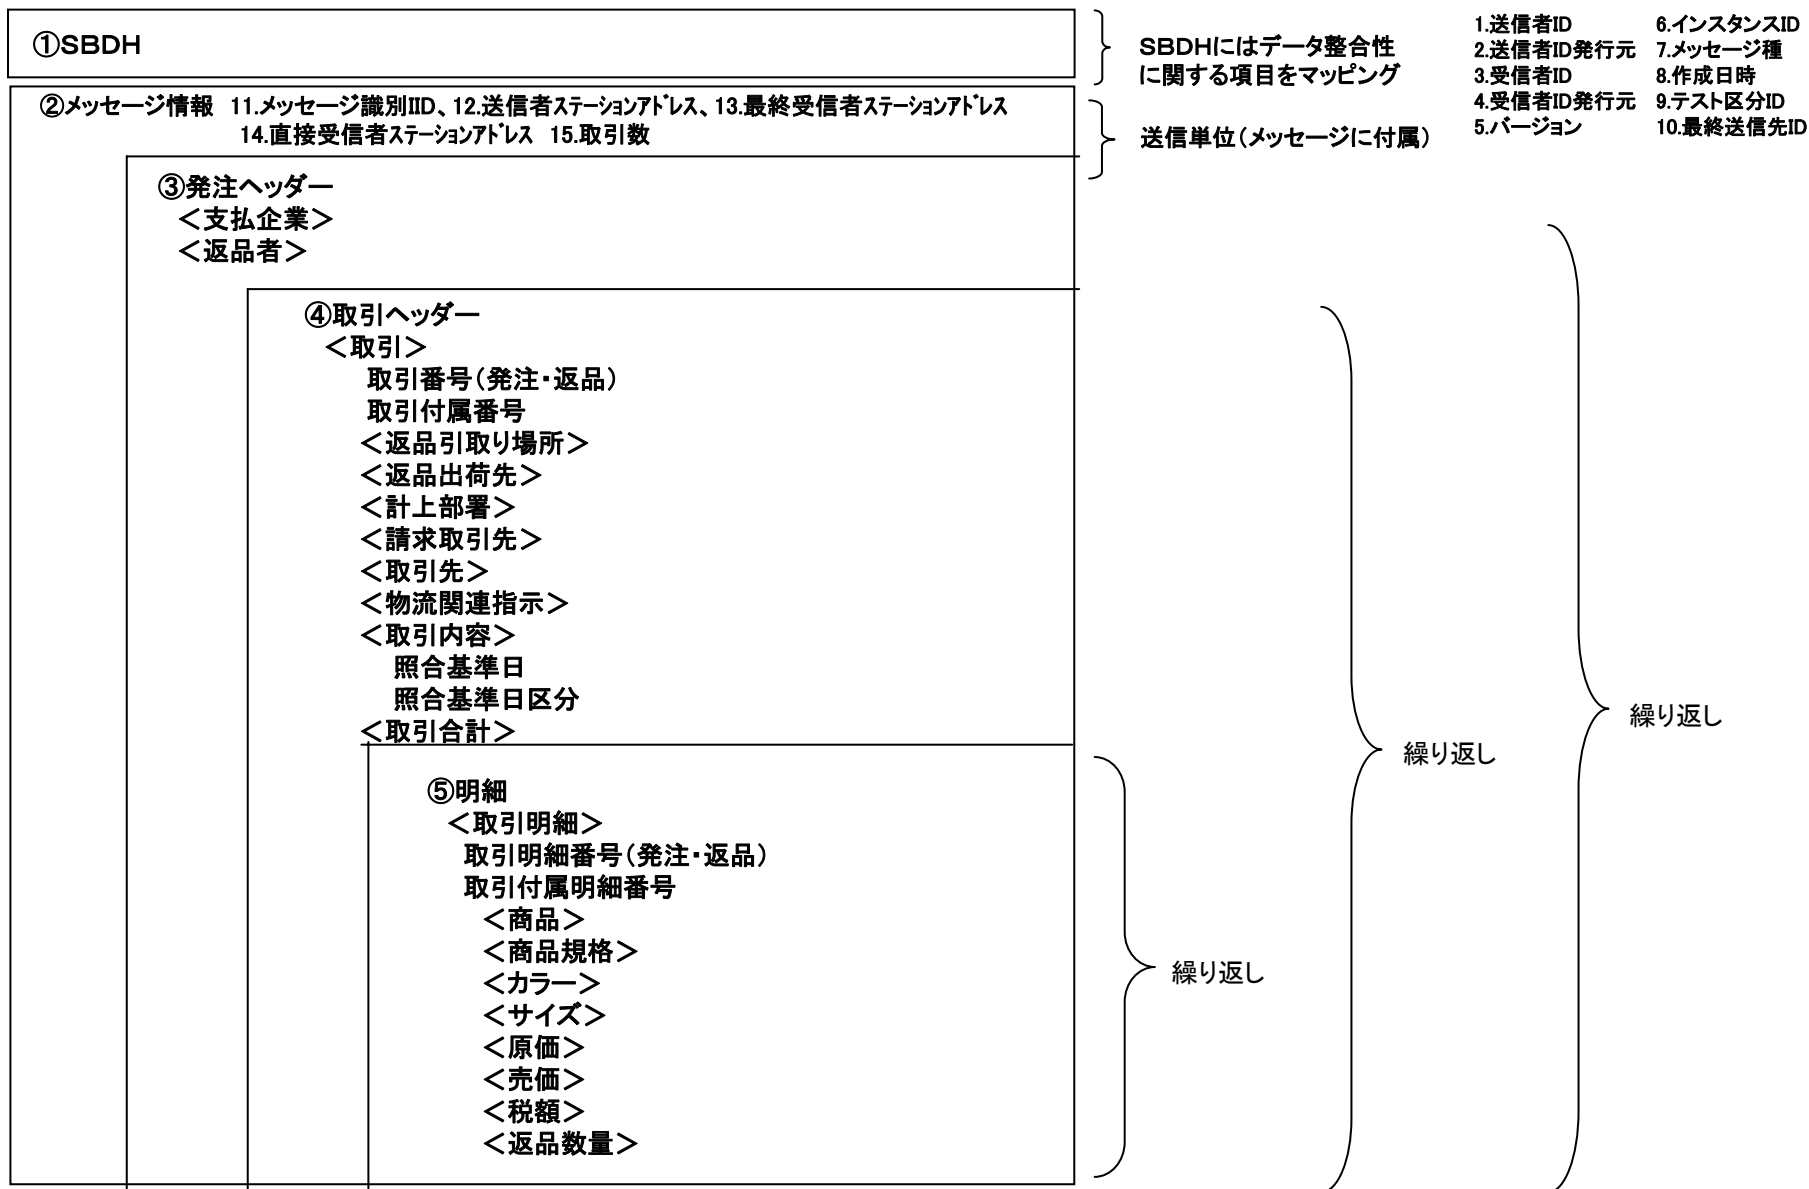 ①SBDH
SBDHにはデータ整合性
に関する項目をマッピング
1.送信者ID 6.インスタンスID
2.送信者ID発行元 7.メッセージ種
3.受信者ID 8.作成日時
4.受信者ID発行元 9.テスト区分ID
5.バージョン 10.最終送信先ID
②メッセージ情報 11.メッセージ識別IID、12.送信者ステーションアドレス、13.最終受信者ステーションアドレス
14.直接受信者ステーションアドレス 15.取引数
送信単位(メッセージに付属)
③発注ヘッダー
<支払企業>
<返品者>
④取引ヘッダー
<取引>
取引番号(発注・返品)
取引付属番号
<返品引取り場所>
<返品出荷先>
<計上部署>
<請求取引先>
<取引先>
<物流関連指示>
<取引内容>
照合基準日
照合基準日区分
<取引合計>
繰り返し
繰り返し
⑤明細
<取引明細>
取引明細番号(発注・返品)
取引付属明細番号
<商品>
<商品規格>
<カラー>
繰り返し
<サイズ>
<原価>
<売価>
<税額>
<返品数量>